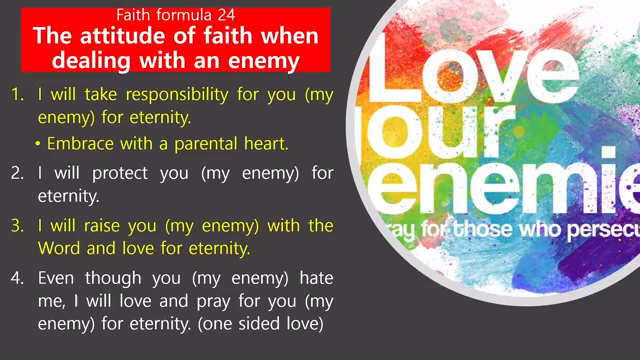 Faith formula 24
The attitude of faith when
dealing with an enemy
1. I will take responsibility for you (my
enemy) for eternity.
• Embrace with a parental heart.
2. I will protect you (my enemy) for
eternity.
3. I will raise you (my enemy) with the
Word and love for eternity.
4. Even though you (my enemy) hate
me, I will love and pray for you (my
enemy) for eternity. (one sided love)
Love
your
enemie
ray for those who persecu